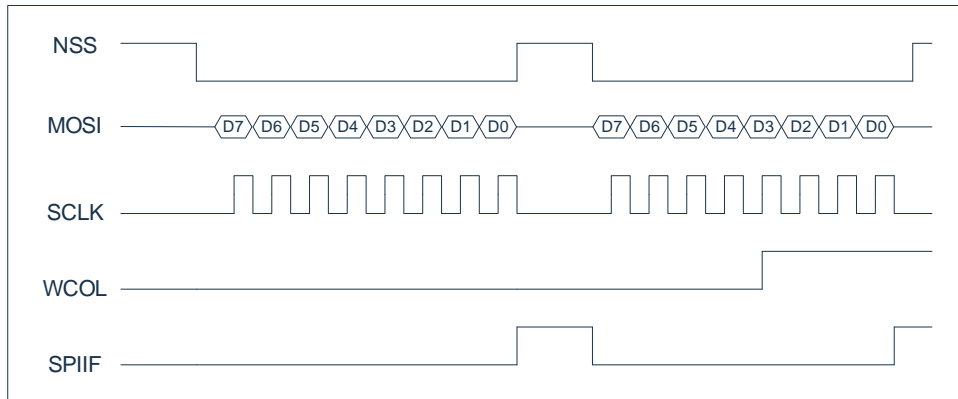 NSS
MOSI D7 D6 D5 D4 D3 D2 D1 D0 D7 D6 D5 D4 D3 D2 D1 D0
SCLK
WCOL
SPIIF